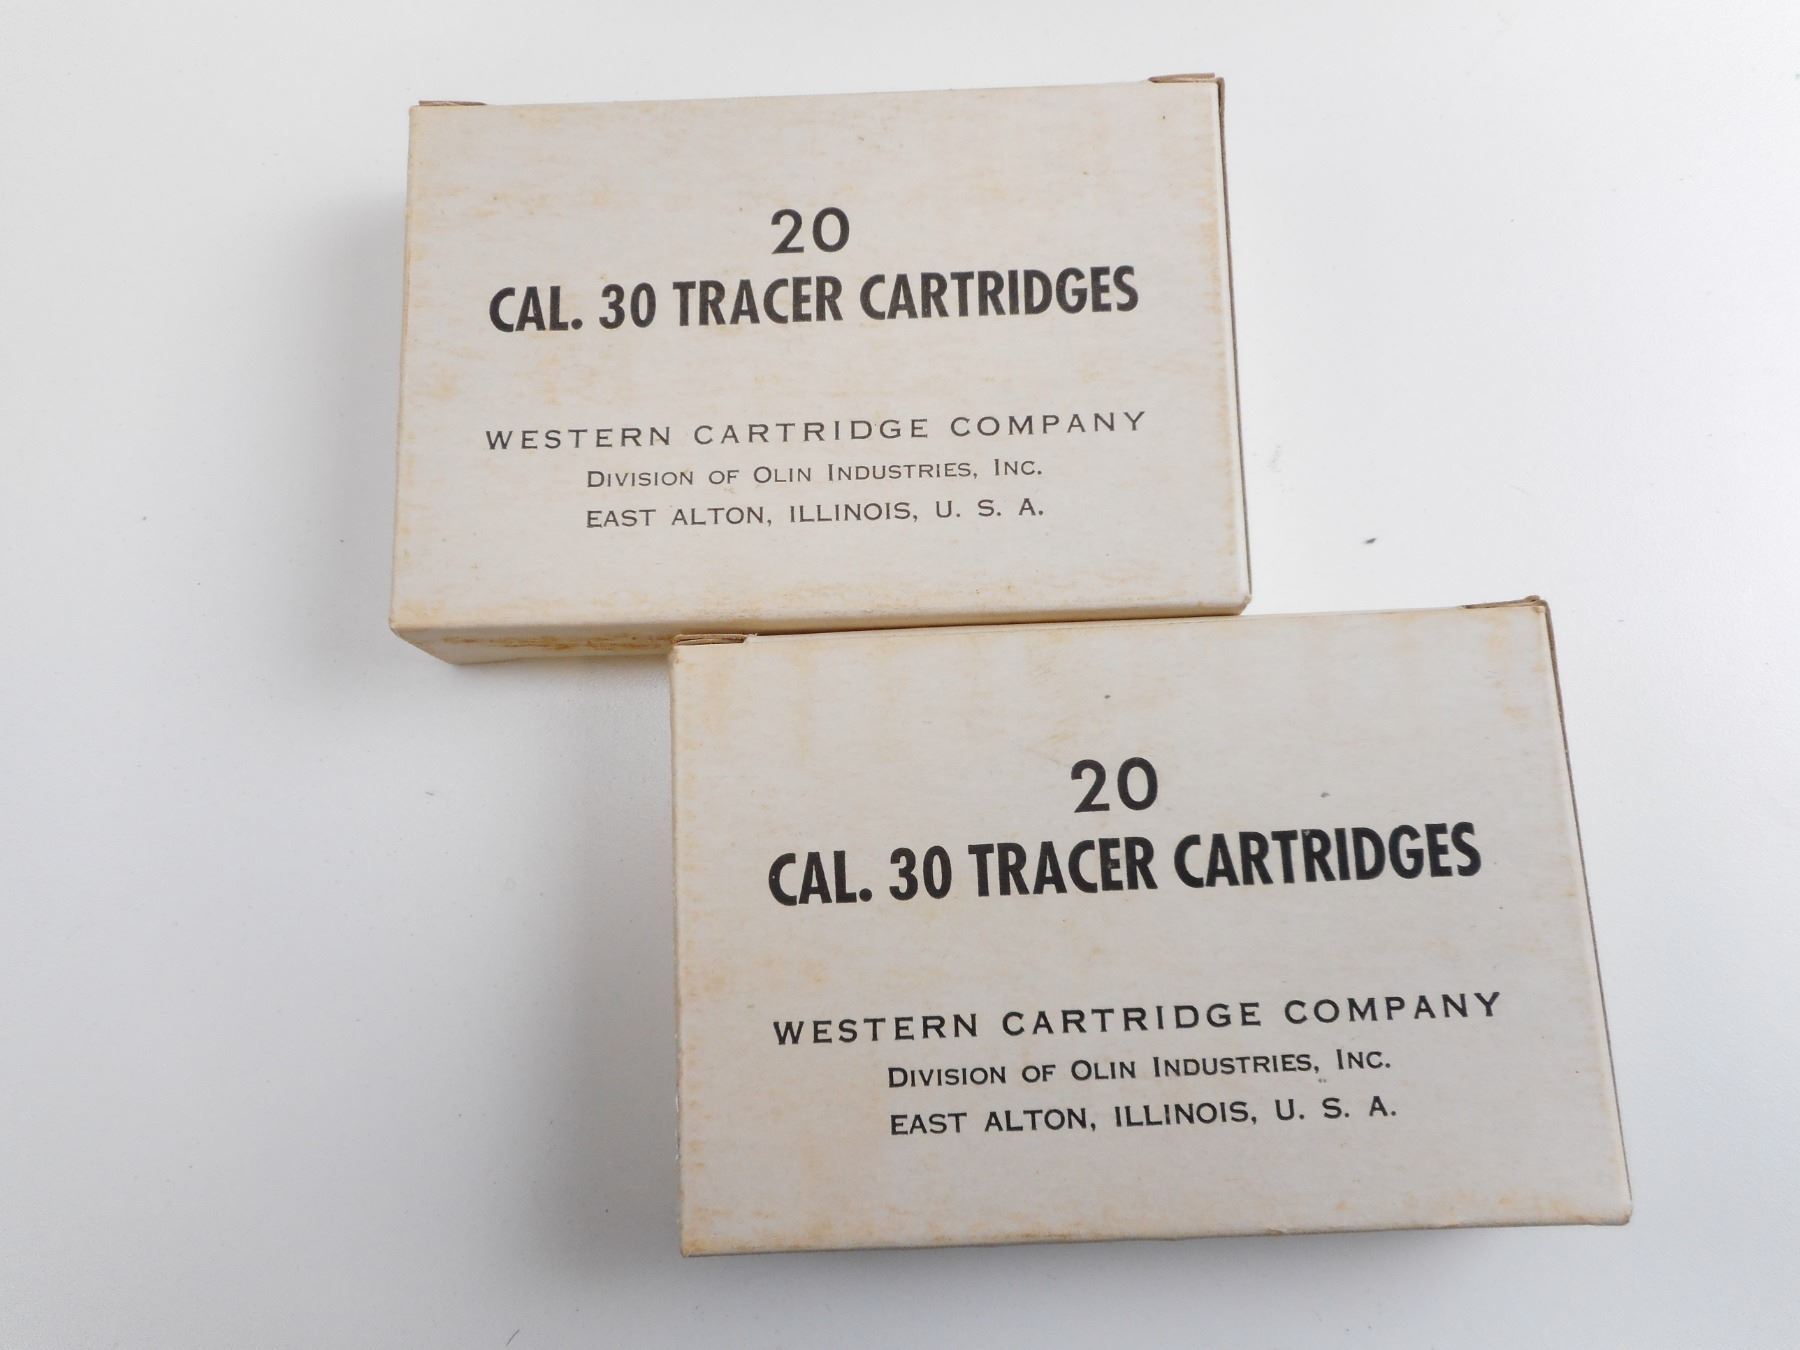 20
CAL. 30 TRACER CARTRIDGES
WESTERN CARTRIDGE COMPANY
DIVISION OF OLIN INDUSTRIES, INC.
EAST ALTON, ILLINOIS, U. S. A.
20
CAL. 30 TRACER CARTRIDGES
WESTERN CARTRIDGE COMPANY
DIVISION OF OLIN INDUSTRIES, INC.
EAST ALTON, ILLINOIS, U. S. A.